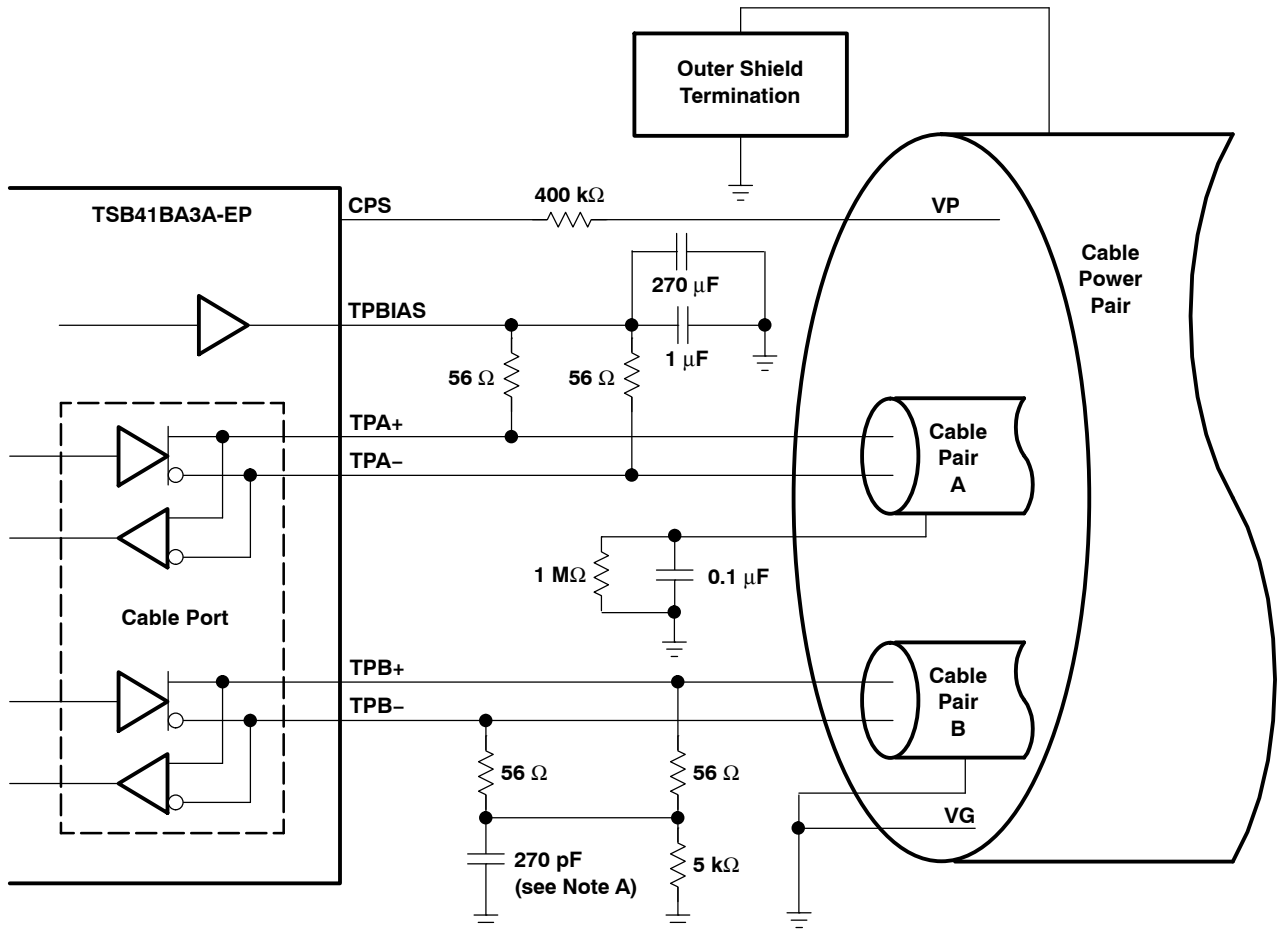 Outer Shield
Termination
TSB41BA3A-EP
CPS
400 kΩ
VP
Cable
Power
Pair
270 μF
TPBIAS
1 μF
56 Ω
56 Ω
TPA+
Cable
Pair
A
TPA−
1 MΩ
0.1 μF
Cable Port
TPB+
Cable
Pair
B
TPB−
56 Ω
56 Ω
VG
270 pF
(see Note A)
5 kΩ